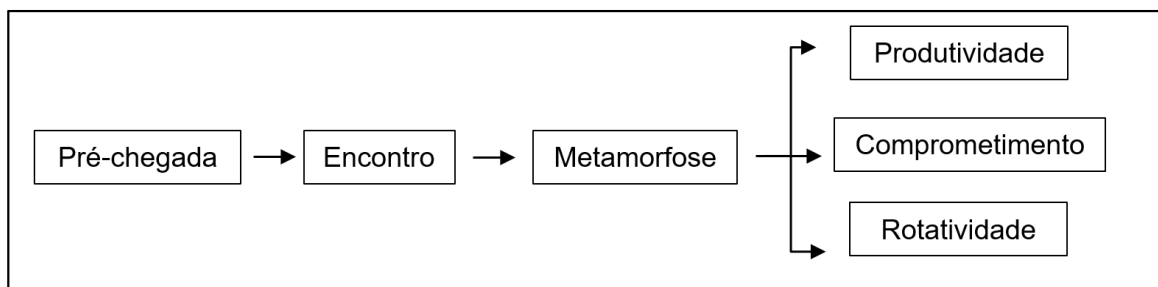 Pré-chegada
Encontro
Metamorfose
Produtividade
Comprometimento
Rotatividade